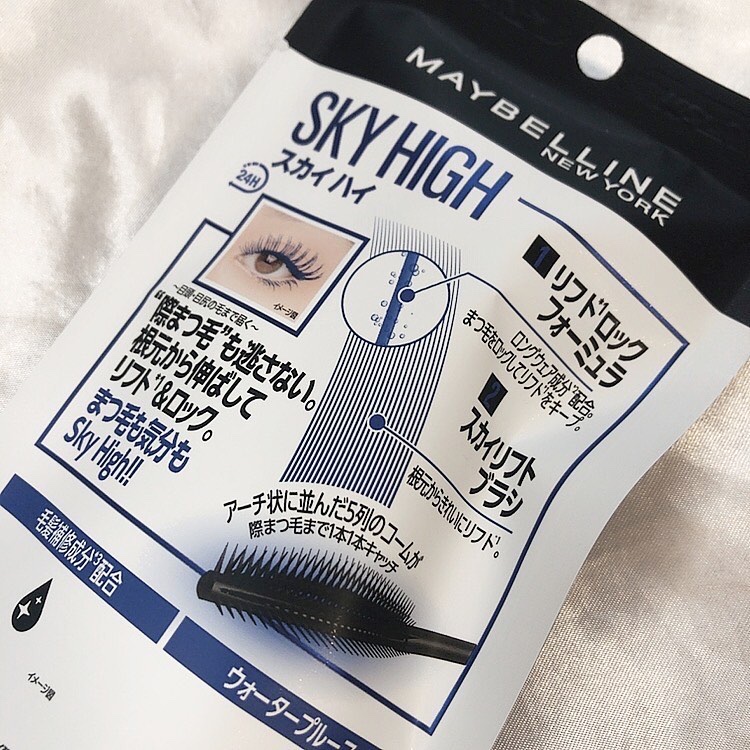 MAYBELLINE
NEW YORK
SKY HIGH
スカイ ハイ
24H
イメージ図
～目頭・目尻の毛まで届く～
“際まつ毛”も逃さない。
根元から伸ばして
リフト*¹&ロック。
まつ毛も気分も
Sky High!!
1 リフト*¹ロック
フォーミュラ
ロングウェア成分*²配合。
まつ毛をロックしてリフト*¹をキープ。
2 スカイリフト
ブラシ
根元からきれいにリフト*¹。
アーチ状に並んだ5列のコームが
際まつ毛まで1本1本キャッチ
毛髪補修成分*³配合
イメージ図
ウォータープルーフ